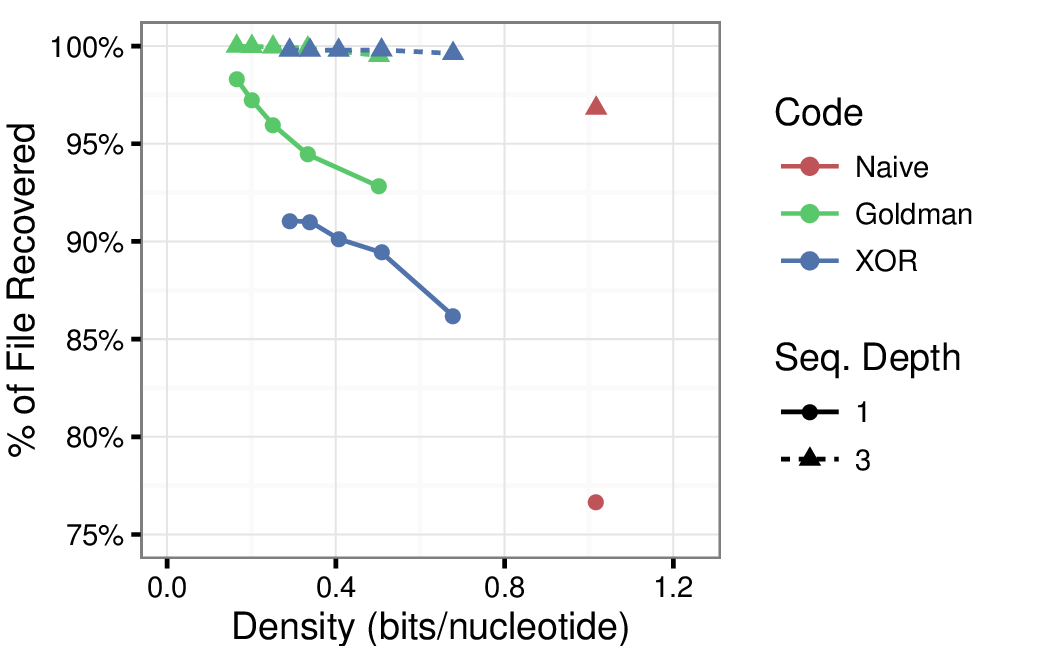 100%
95%
90%
85%
80%
75%
% of File Recovered
0.0
0.4
0.8
1.2
Density (bits/nucleotide)
Code
Naive
Goldman
XOR
Seq. Depth
1
3